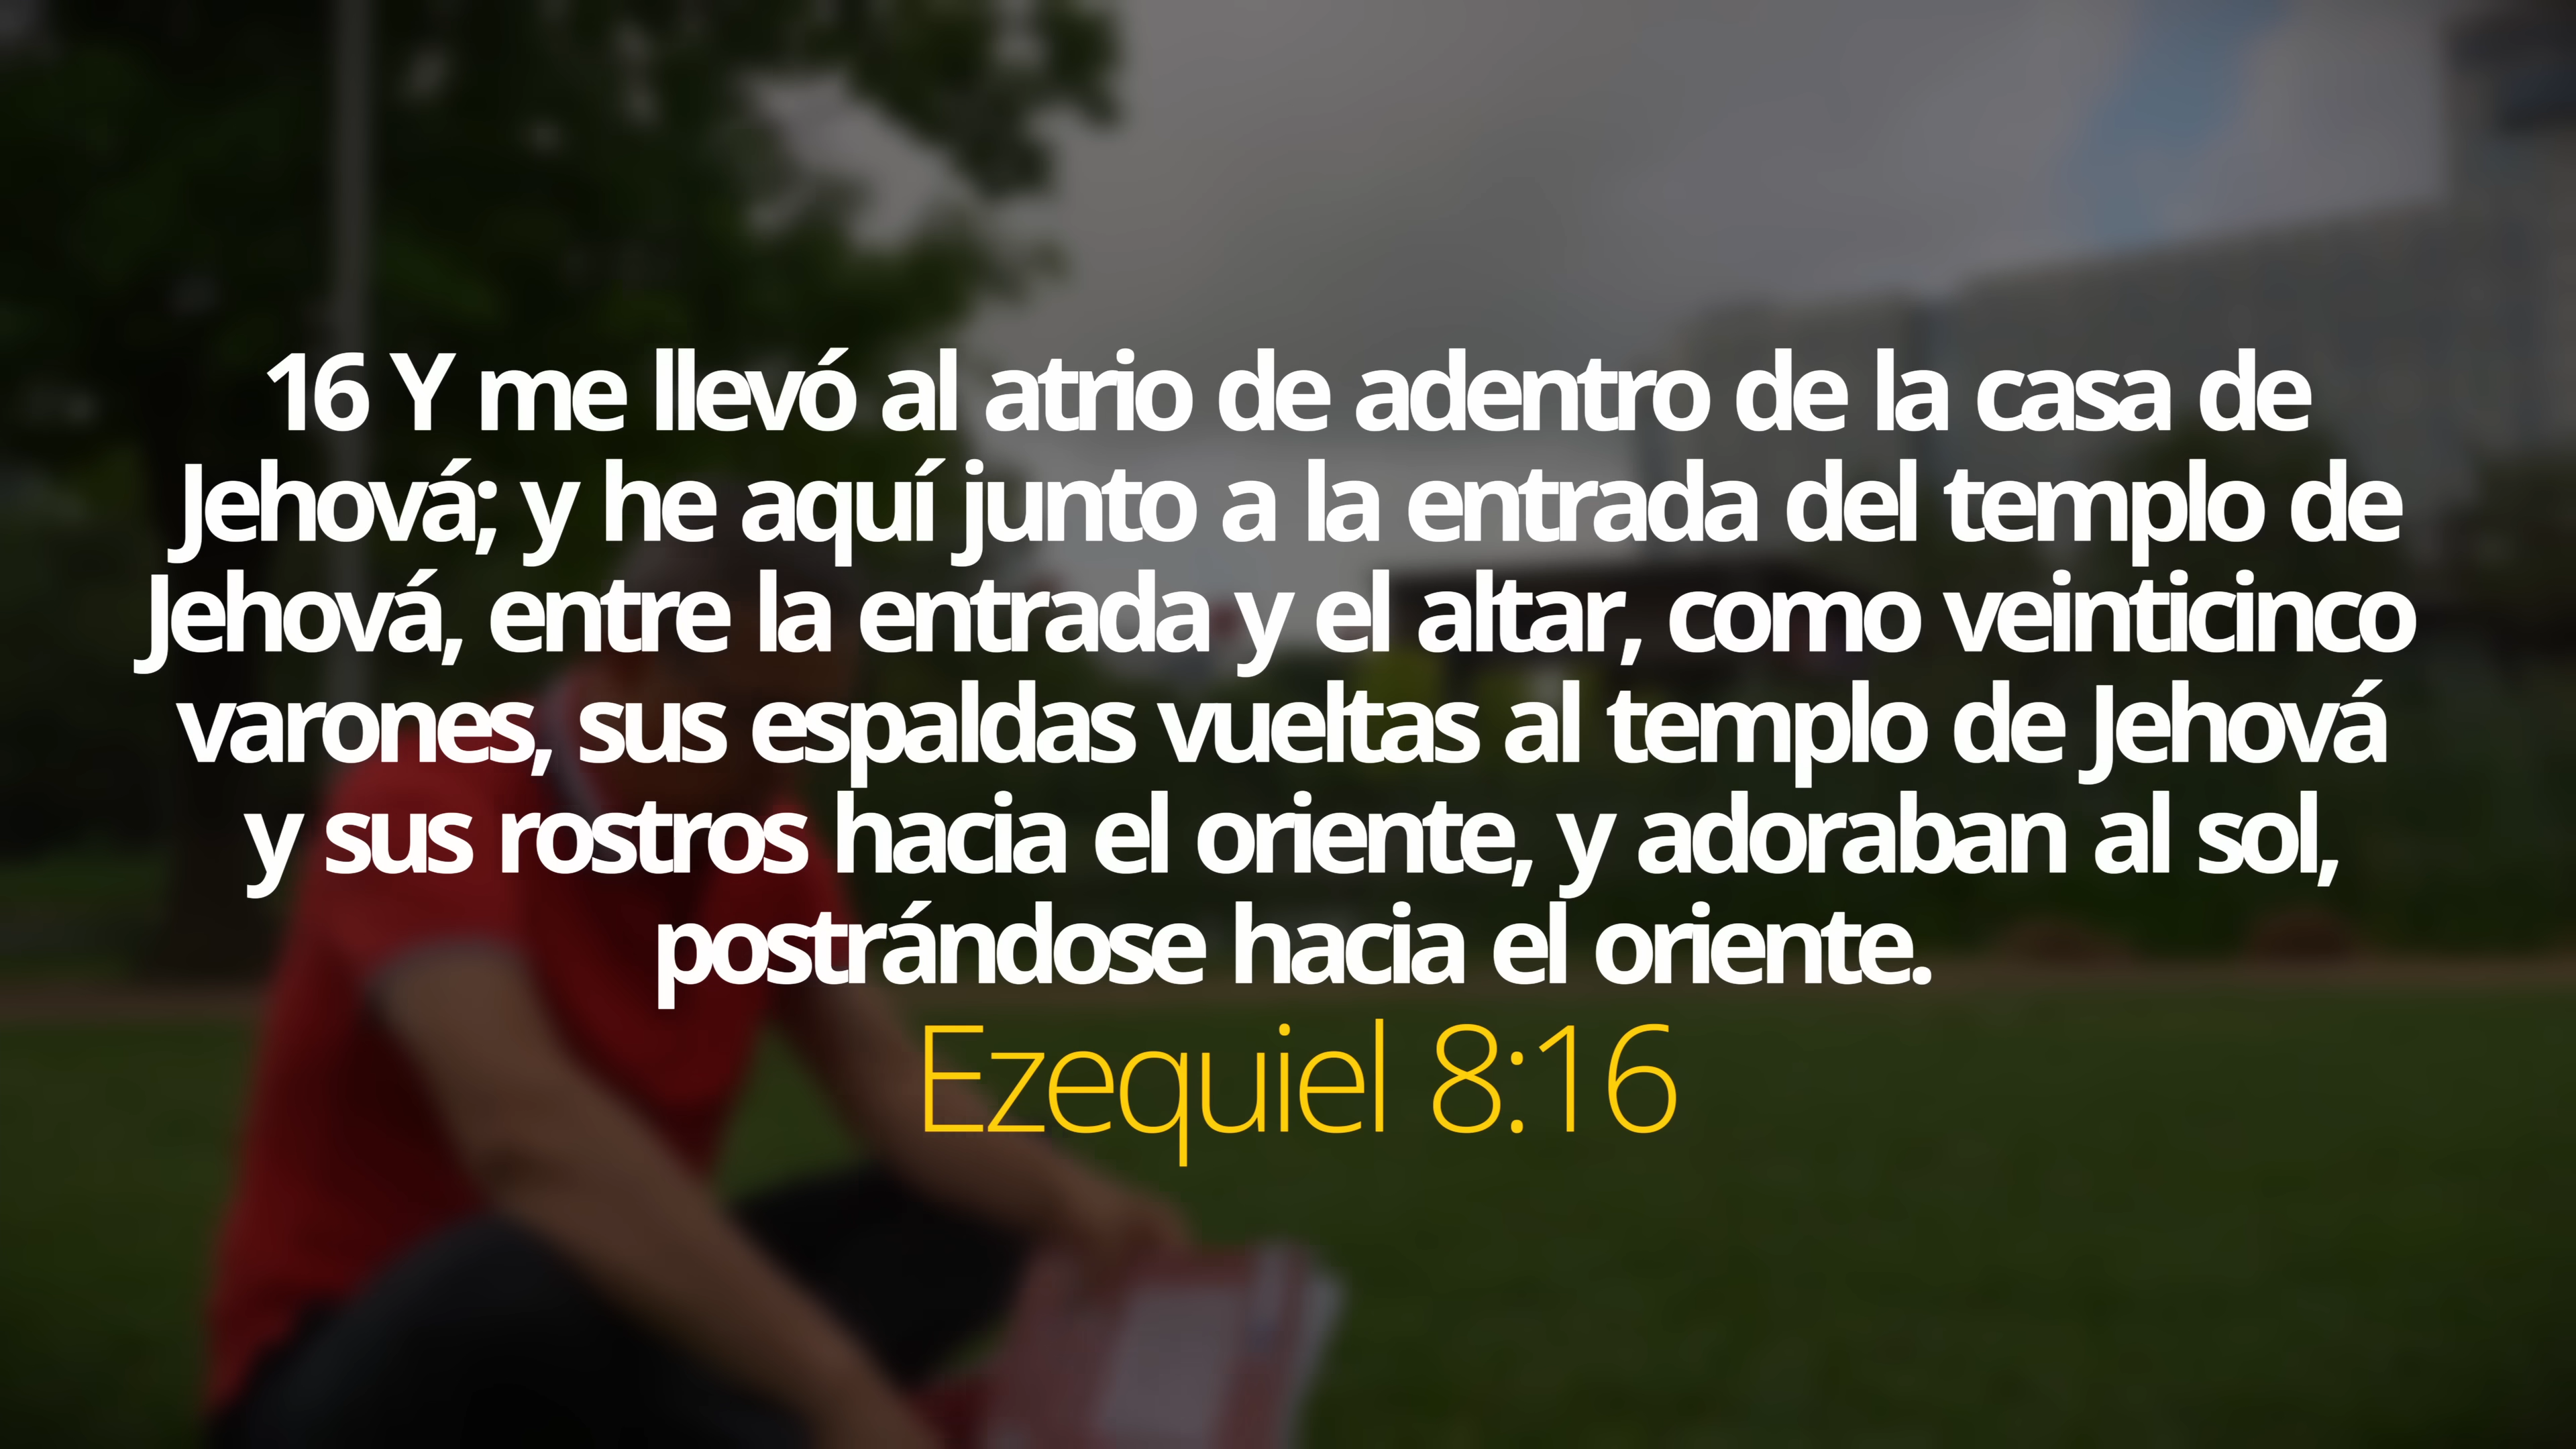 16 Y me llevó al atrio de adentro de la casa de
Jehová; y he aquí junto a la entrada del templo de
Jehová, entre la entrada y el altar, como veinticinco
varones, sus espaldas vueltas al templo de Jehová
y sus rostros hacia el oriente, y adoraban al sol,
postrándose hacia el oriente.
Ezequiel 8:16